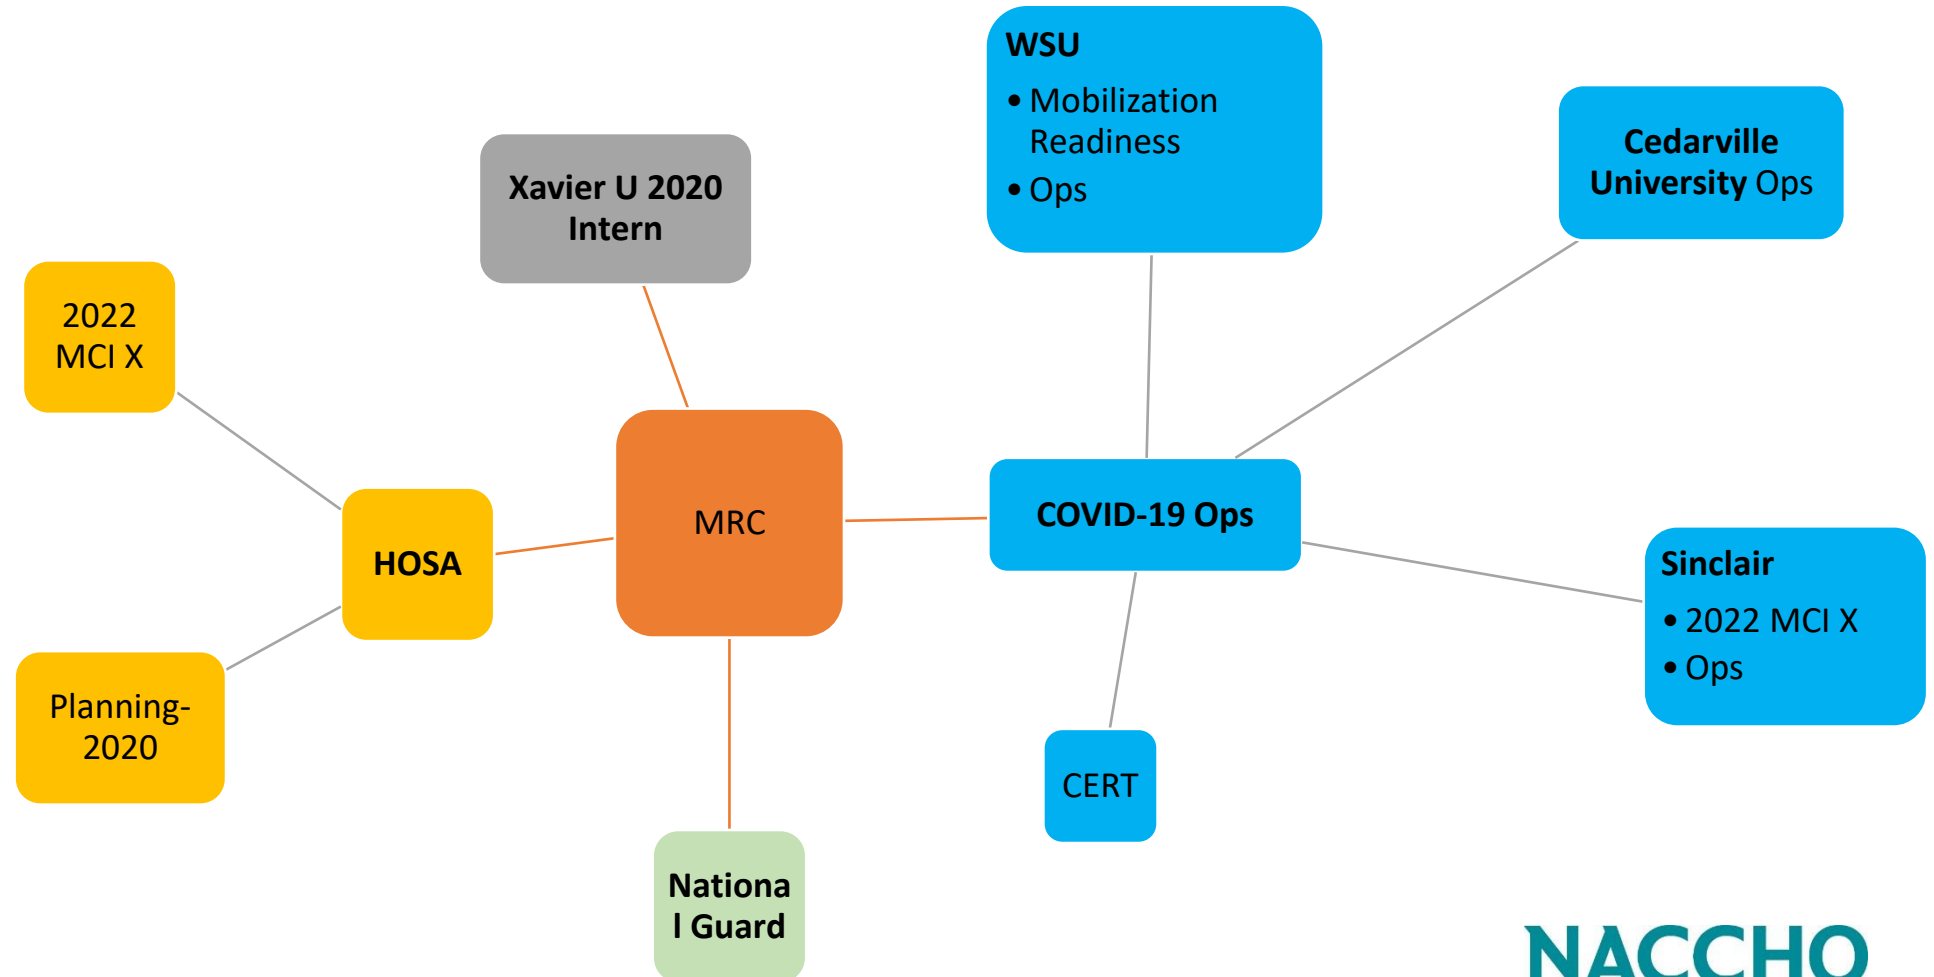 WSU
• Mobilization
Readiness
• Ops
Cedarville
University Ops
Xavier U 2020
Intern
2022
MCI X
MRC
COVID-19 Ops
HOSA
Sinclair
• 2022 MCI X
• Ops
Planning-
2020
CERT
Nationa
l Guard
NACCHO